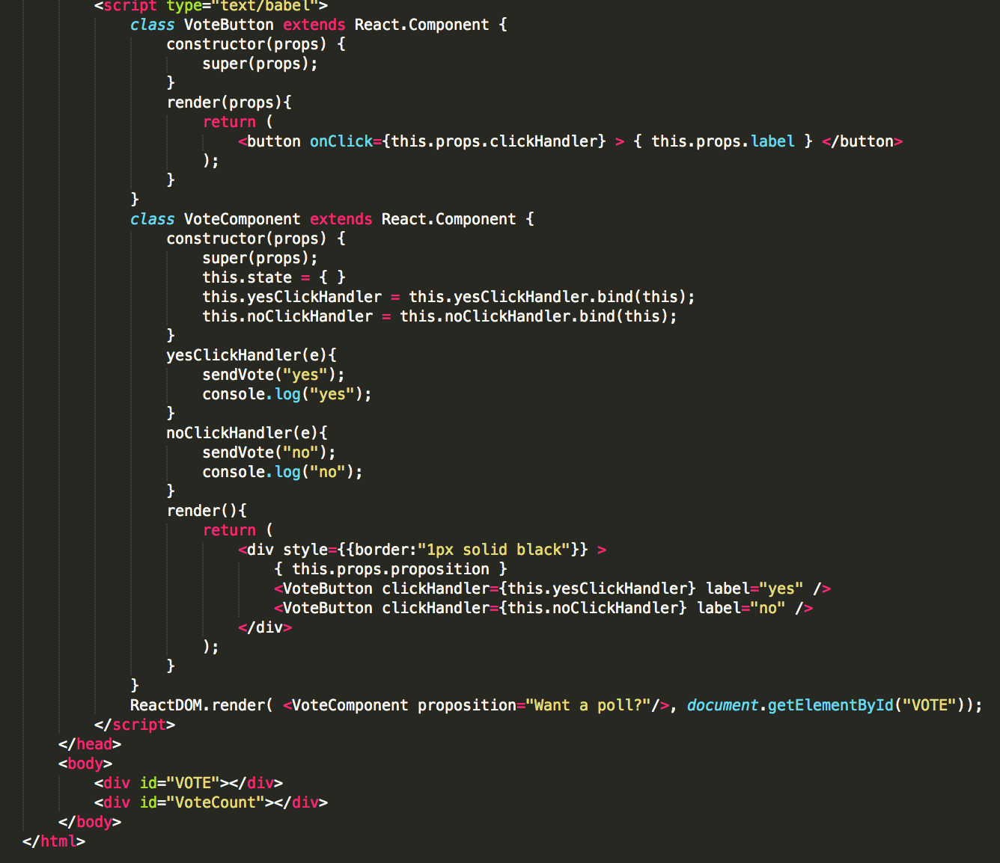 <script type="text/babel">
class VoteButton extends React.Component {
constructor(props) {
super(props);
}
render(props){
return (
<button onClick={this.props.clickHandler} > { this.props.label } </button>
);
}
}
class VoteComponent extends React.Component {
constructor(props) {
super(props);
this.state = { }
this.yesClickHandler = this.yesClickHandler.bind(this);
this.noClickHandler = this.noClickHandler.bind(this);
}
yesClickHandler(e){
sendVote("yes");
console.log("yes");
}
noClickHandler(e){
sendVote("no");
console.log("no");
}
render(){
return (
<div style={{border:"1px solid black"}} >
{ this.props.proposition }
<VoteButton clickHandler={this.yesClickHandler} label="yes" />
<VoteButton clickHandler={this.noClickHandler} label="no" />
</div>
);
}
}
ReactDOM.render( <VoteComponent proposition="Want a poll?"/>, document.getElementById("VOTE"));
</script>
</head>
<body>
<div id="VOTE"></div>
<div id="VoteCount"></div>
</body>
</html>